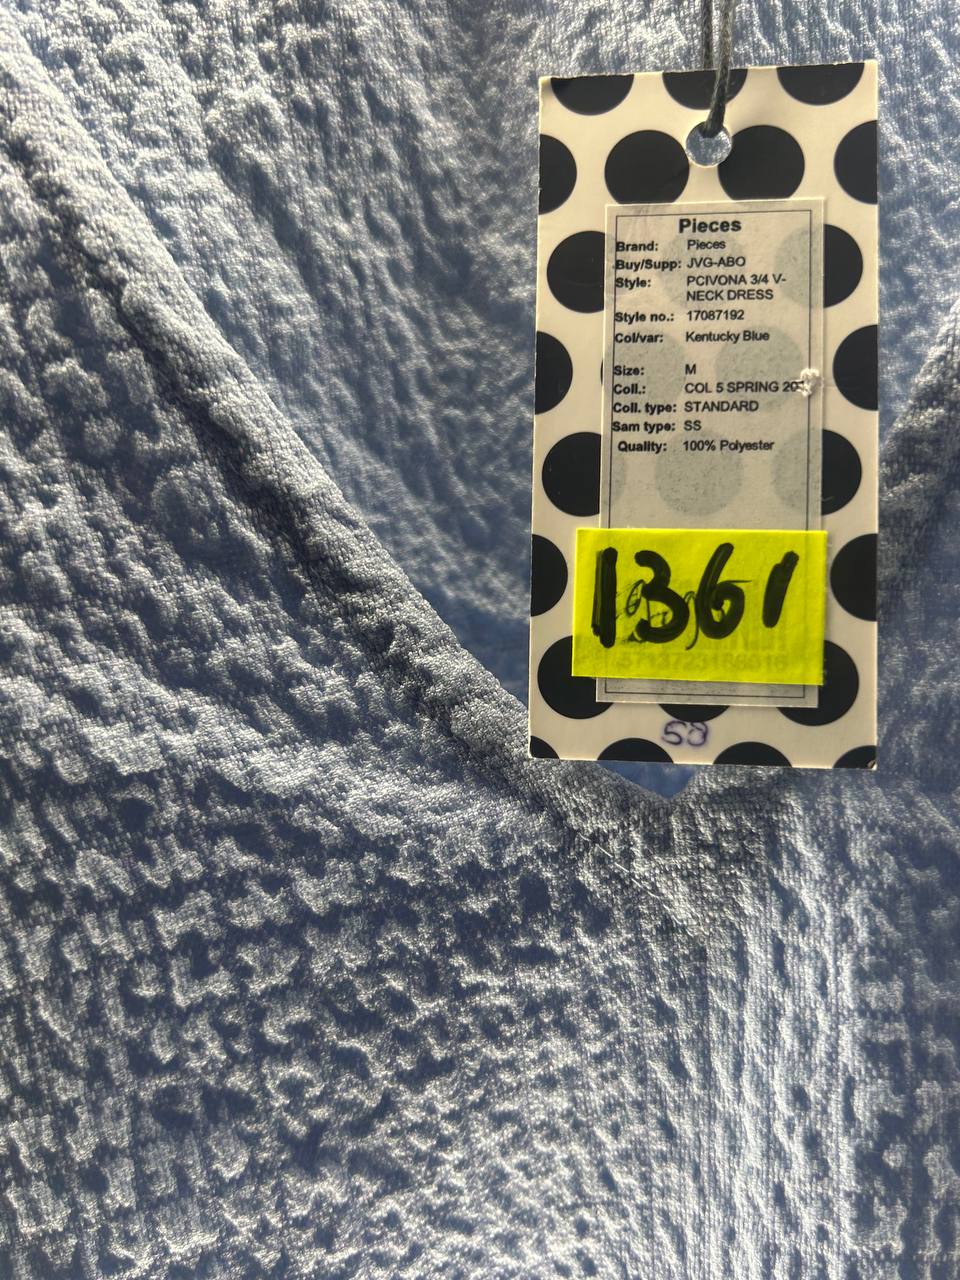 Pieces
Brand: Pieces
Buy/Supp: JVG-ABO
Style: PCIVONA 3/4 V-
NECK DRESS
Style no.: 17087192
Col/var: Kentucky Blue
Size: M
Coll.: COL 5 SPRING
Coll. type: STANDARD
Sam type: SS
Quality: 100% Polyester
1361